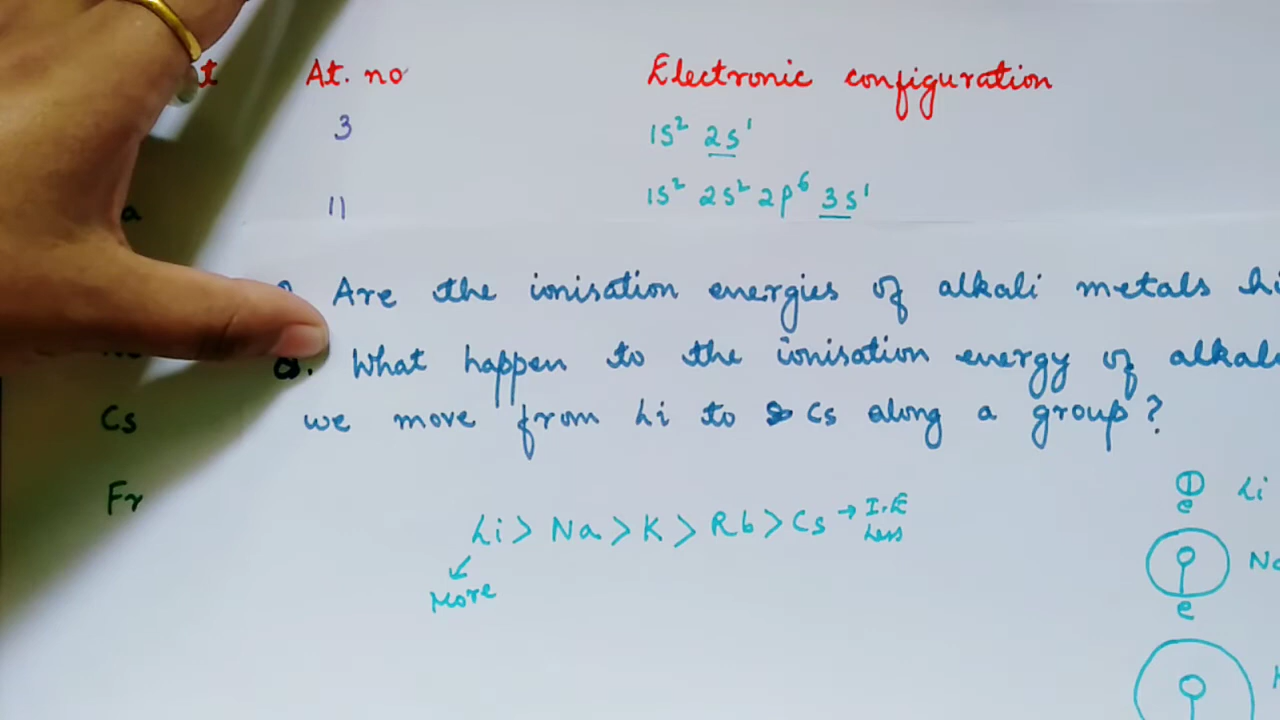 At. no Electronic configuration
3 1s² 2s¹
11 1s² 2s² 2p⁶ 3s¹
Are the ionisation energies of alkali metals
Q. What happen to the ionisation energy of
we move from Li to Cs along a group?
Cs
Fr
Li > Na > K > Rb > Cs → I.E
Less
More
e Li
e